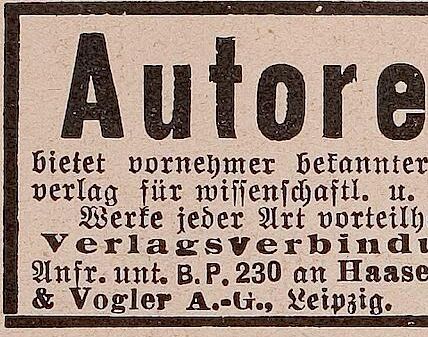 Autore
bietet vornehmer bekannter
verlag für wissenschaftl. u.
Werke jeder Art vorteilh
Verlagsverbindu
Anfr. unt. B. P. 230 an Haase
& Vogler A.-G., Leipzig.